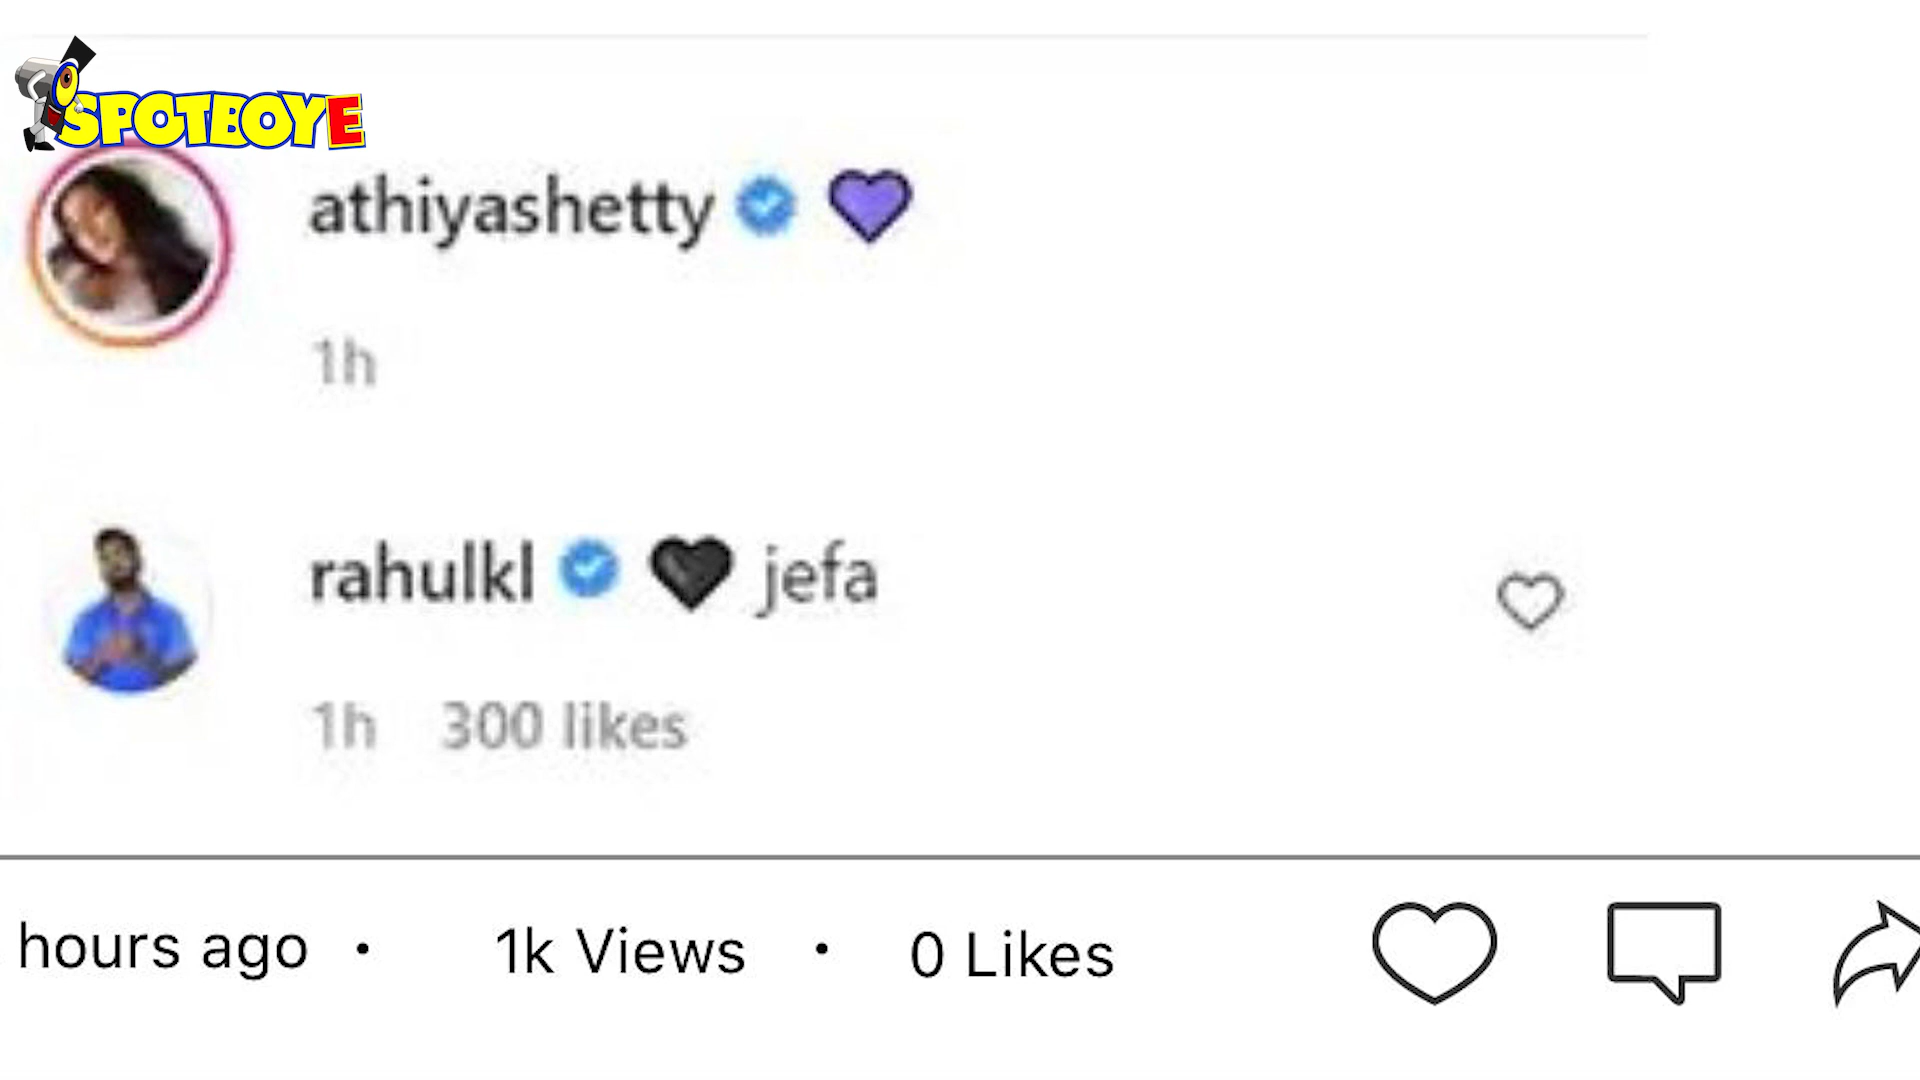 SPOTBOYE
athiyashetty 💜
1h
rahulkl 🖤 jefa
1h 300 likes
hours ago • 1k Views • 0 Likes